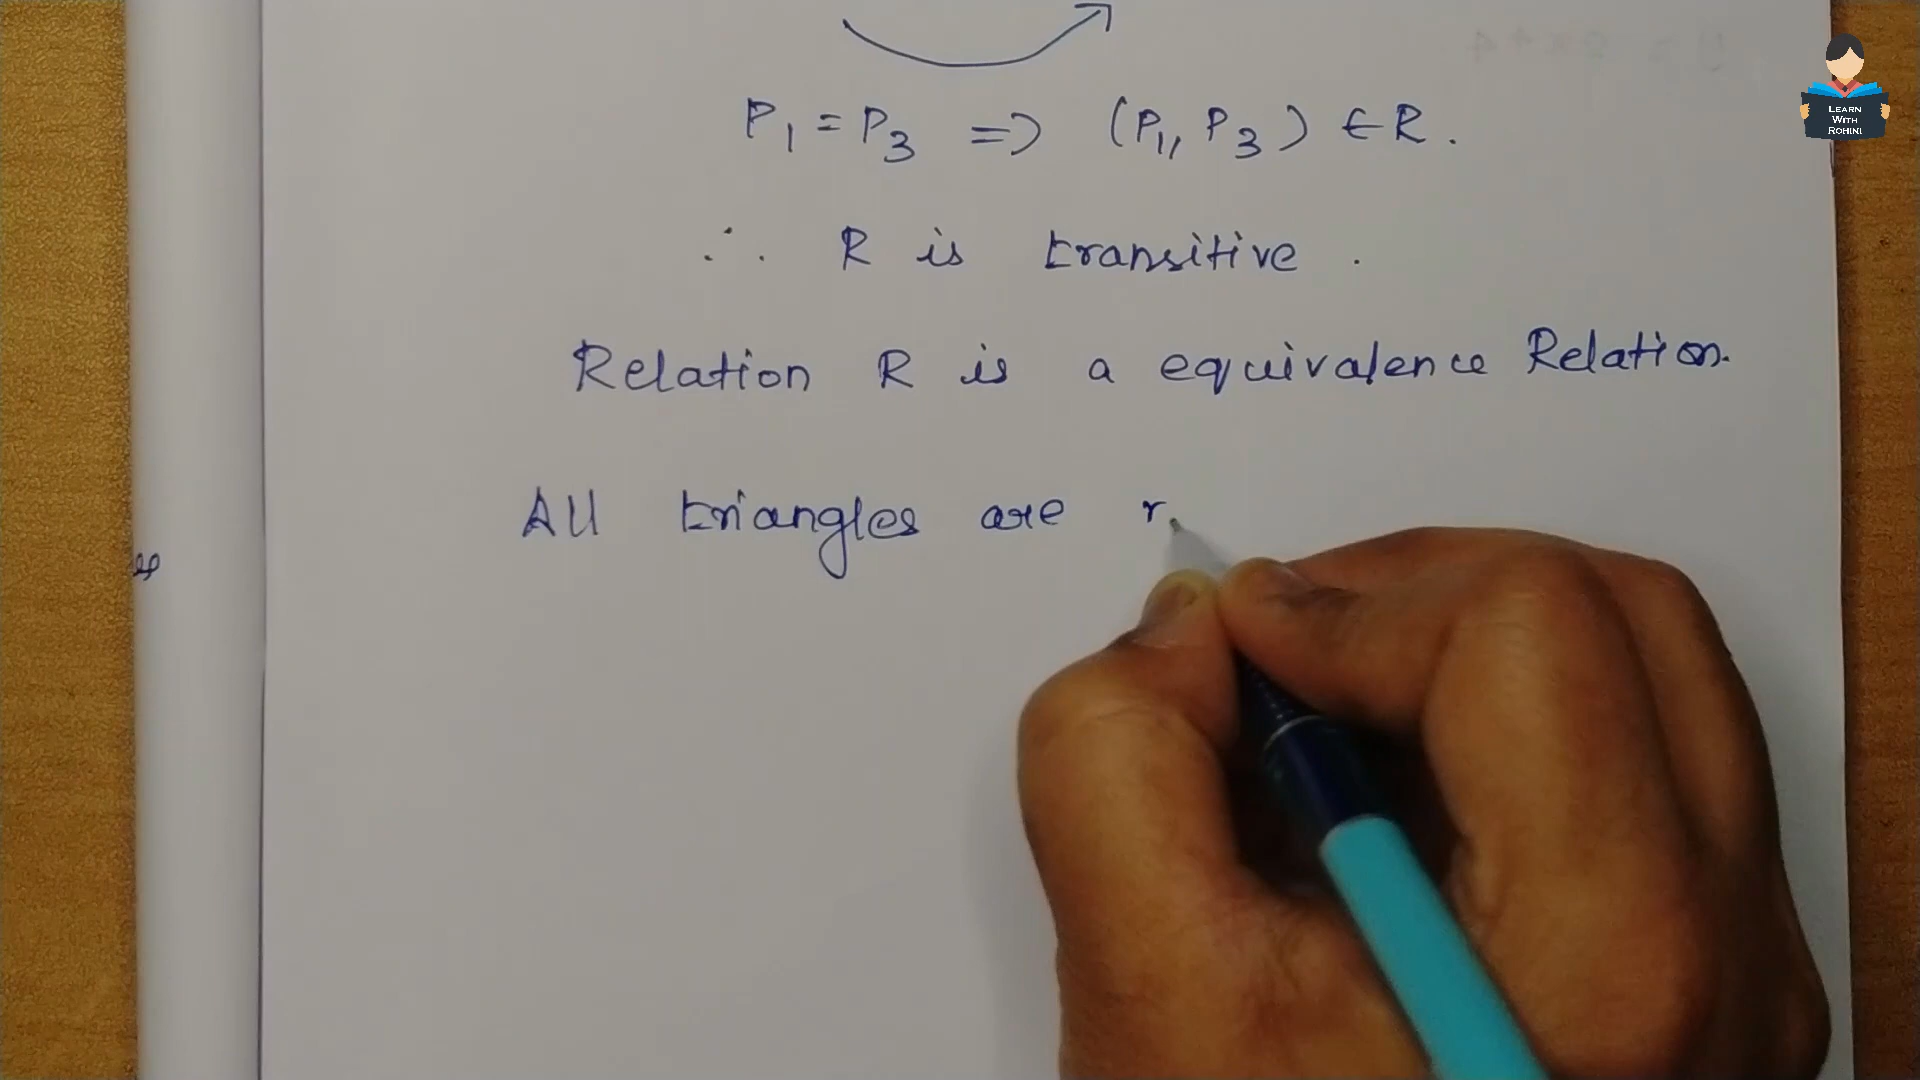 P₁ = P₃ => (P₁, P₃) ∈ R.
∴ R is transitive.
Relation R is a equivalence Relation.
All triangles are r
LEARN
WITH
ROHINI